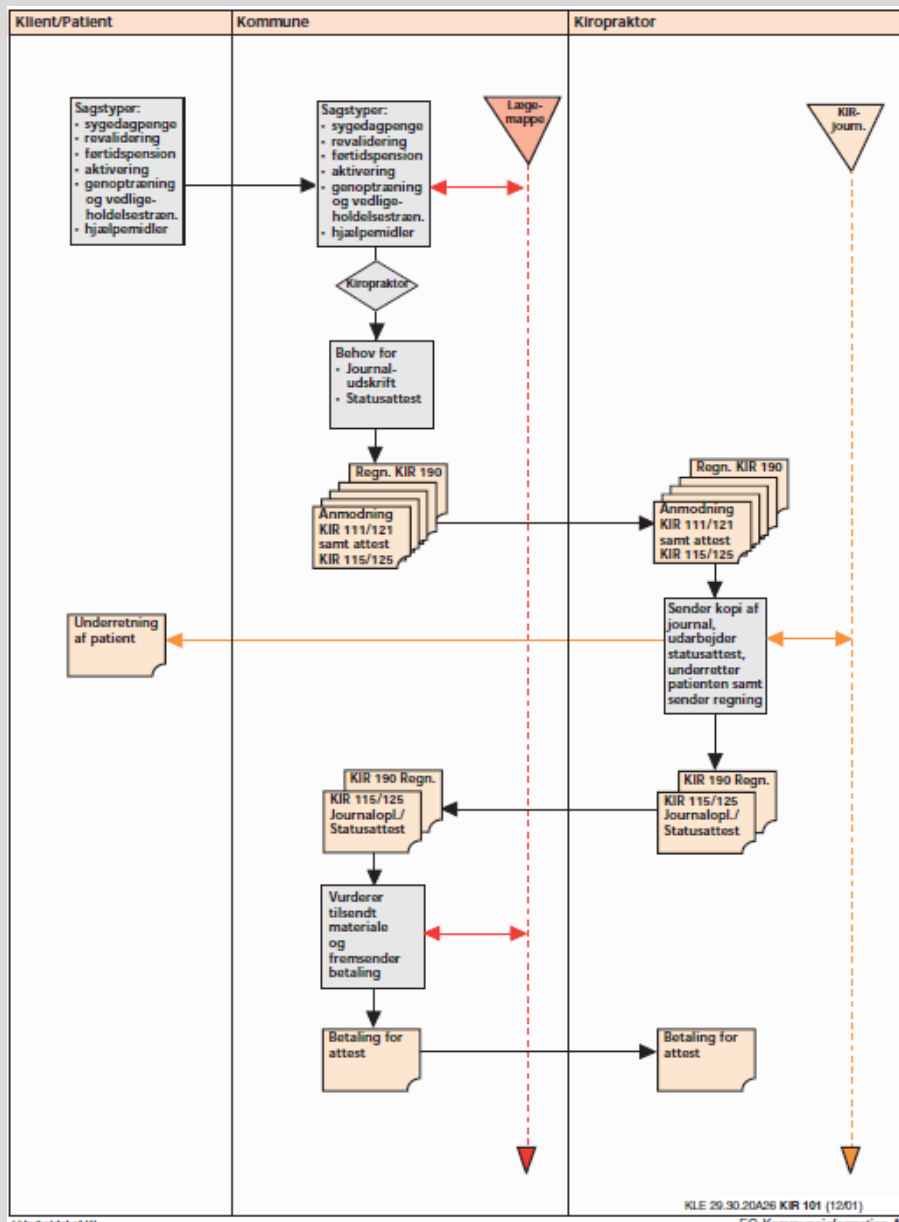 Klient/Patient
Kommune
Kiropraktor
Sagstyper:
• sygedagpenge
• revalidering
• førtidspension
• aktivering
• genoptræning
og vedlige-
holdelsestræn.
• hjælpemidler
Sagstyper:
• sygedagpenge
• revalidering
• førtidspension
• aktivering
• genoptræning
og vedlige-
holdelsestræn.
• hjælpemidler
Læge-
mappe
KIR-
journ.
Kiropraktor
Behov for
• Journal-
udskrift
• Statusattest
Regn. KIR 190
Anmodning
KIR 111/121
samt attest
KIR 115/125
Regn. KIR 190
Anmodning
KIR 111/121
samt attest
KIR 115/125
Underretning
af patient
Sender kopi af
journal,
udarbejder
statusattest,
underretter
patienten samt
sender regning
KIR 190 Regn.
KIR 115/125
Journalopl./
Statusattest
KIR 190 Regn.
KIR 115/125
Journalopl./
Statusattest
Vurderer
tilsendt
materiale
og
fremsender
betaling
Betaling for
attest
Betaling for
attest
KLE 29.30.20A26 KIR 101 (12/01)